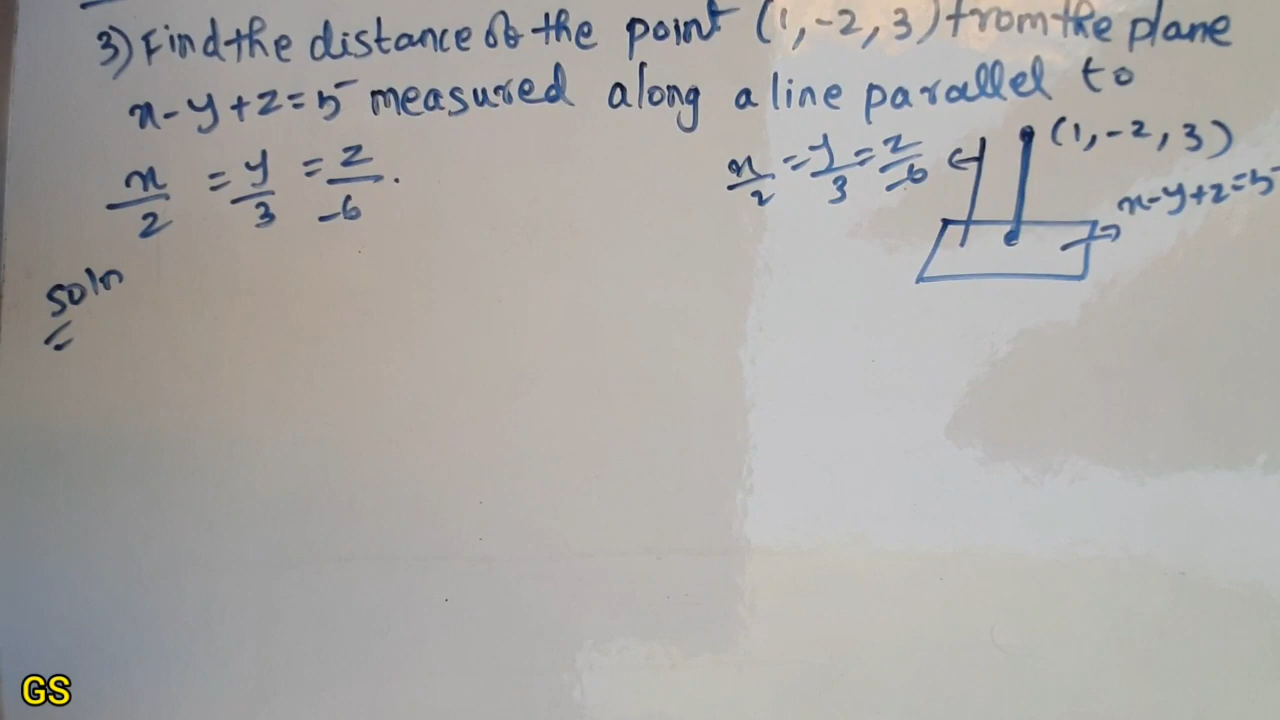 3) Find the distance of the point (1,-2,3) from the plane
x-y+z=5 measured along a line parallel to
x/2 = y/3 = z/-6.
x/2 = y/3 = z/-6
(1,-2,3)
x-y+z=5
soln
GS